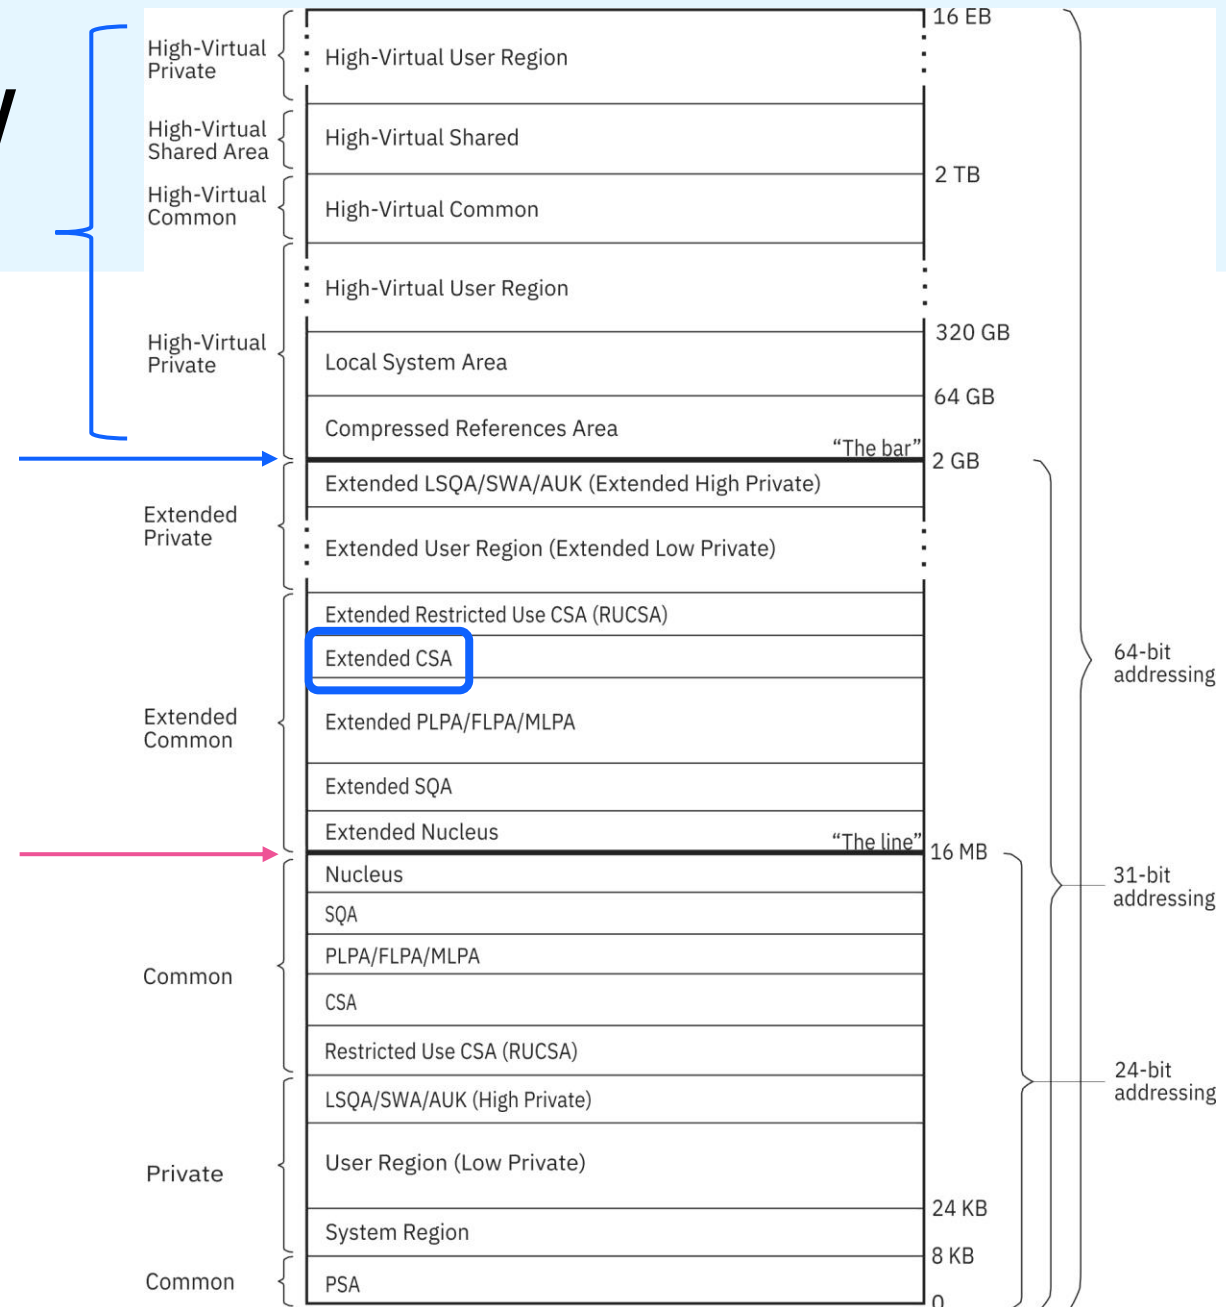 y
16 EB
High-Virtual
Private
High-Virtual User Region
High-Virtual
Shared Area
High-Virtual Shared
2 TB
High-Virtual
Common
High-Virtual Common
High-Virtual User Region
320 GB
High-Virtual
Private
Local System Area
64 GB
Compressed References Area
“The bar”
2 GB
Extended LSQA/SWA/AUK (Extended High Private)
Extended
Private
Extended User Region (Extended Low Private)
Extended Restricted Use CSA (RUCSA)
Extended CSA
64-bit
addressing
Extended
Common
Extended PLPA/FLPA/MLPA
Extended SQA
Extended Nucleus
“The line”
16 MB
Nucleus
31-bit
addressing
SQA
PLPA/FLPA/MLPA
Common
CSA
Restricted Use CSA (RUCSA)
24-bit
addressing
LSQA/SWA/AUK (High Private)
User Region (Low Private)
Private
24 KB
System Region
8 KB
Common
PSA
0